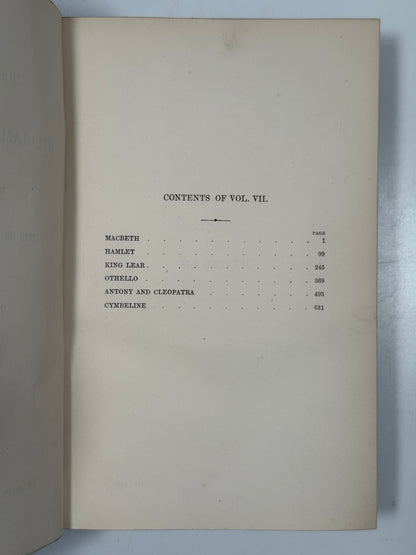 CONTENTS OF VOL. VII.
PAGE
MACBETH . . . . . . . . . . 1
HAMLET . . . . . . . . . . 99
KING LEAR . . . . . . . . . . 245
OTHELLO . . . . . . . . . . 369
ANTONY AND CLEOPATRA . . . . . . . 493
CYMBELINE . . . . . . . . . . 631